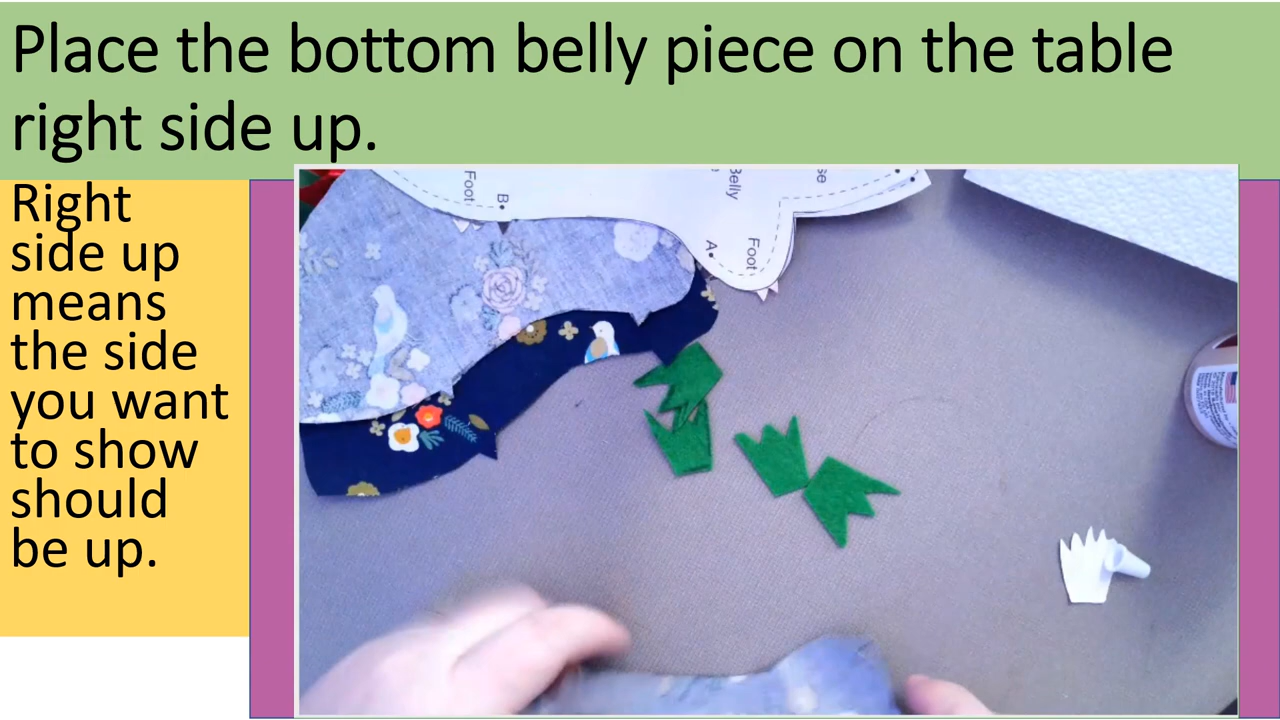 Place the bottom belly piece on the table
right side up.
Right
side up
means
the side
you want
to show
should
be up.
Foot
B•
Belly
A•
Foot